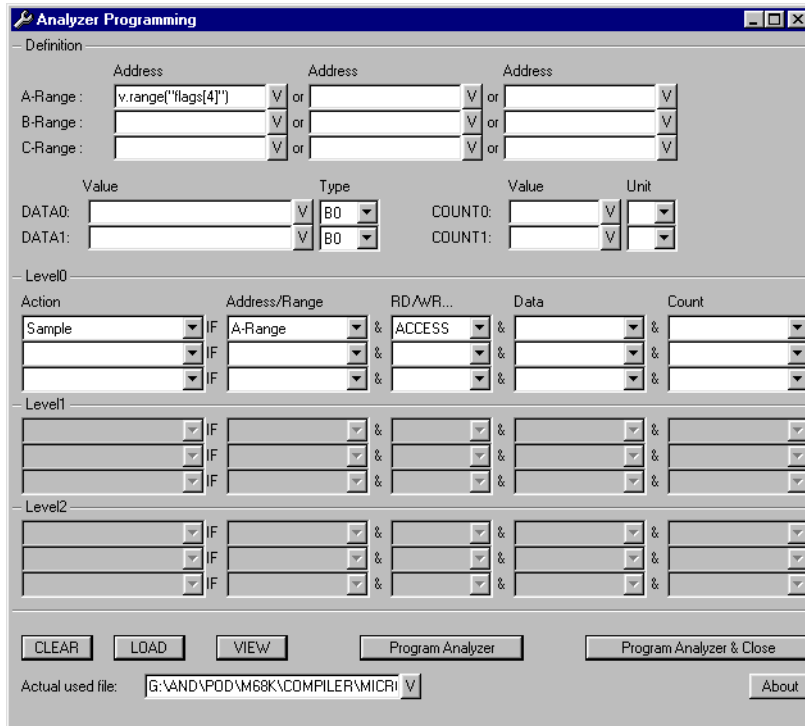 Analyzer Programming
Definition
Address Address Address
A-Range : v.range("flags[4]") V or V or V
B-Range : V or V or V
C-Range : V or V or V
Value Type Value Unit
DATA0: V B0 COUNT0: V
DATA1: V B0 COUNT1: V
Level0
Action Address/Range RD/WR... Data Count
Sample IF A-Range & ACCESS & &
IF & & &
IF & & &
Level1
IF & & &
IF & & &
IF & & &
Level2
IF & & &
IF & & &
IF & & &
CLEAR LOAD VIEW Program Analyzer Program Analyzer & Close
Actual used file: G:\AND\POD\M68K\COMPILER\MICR V About